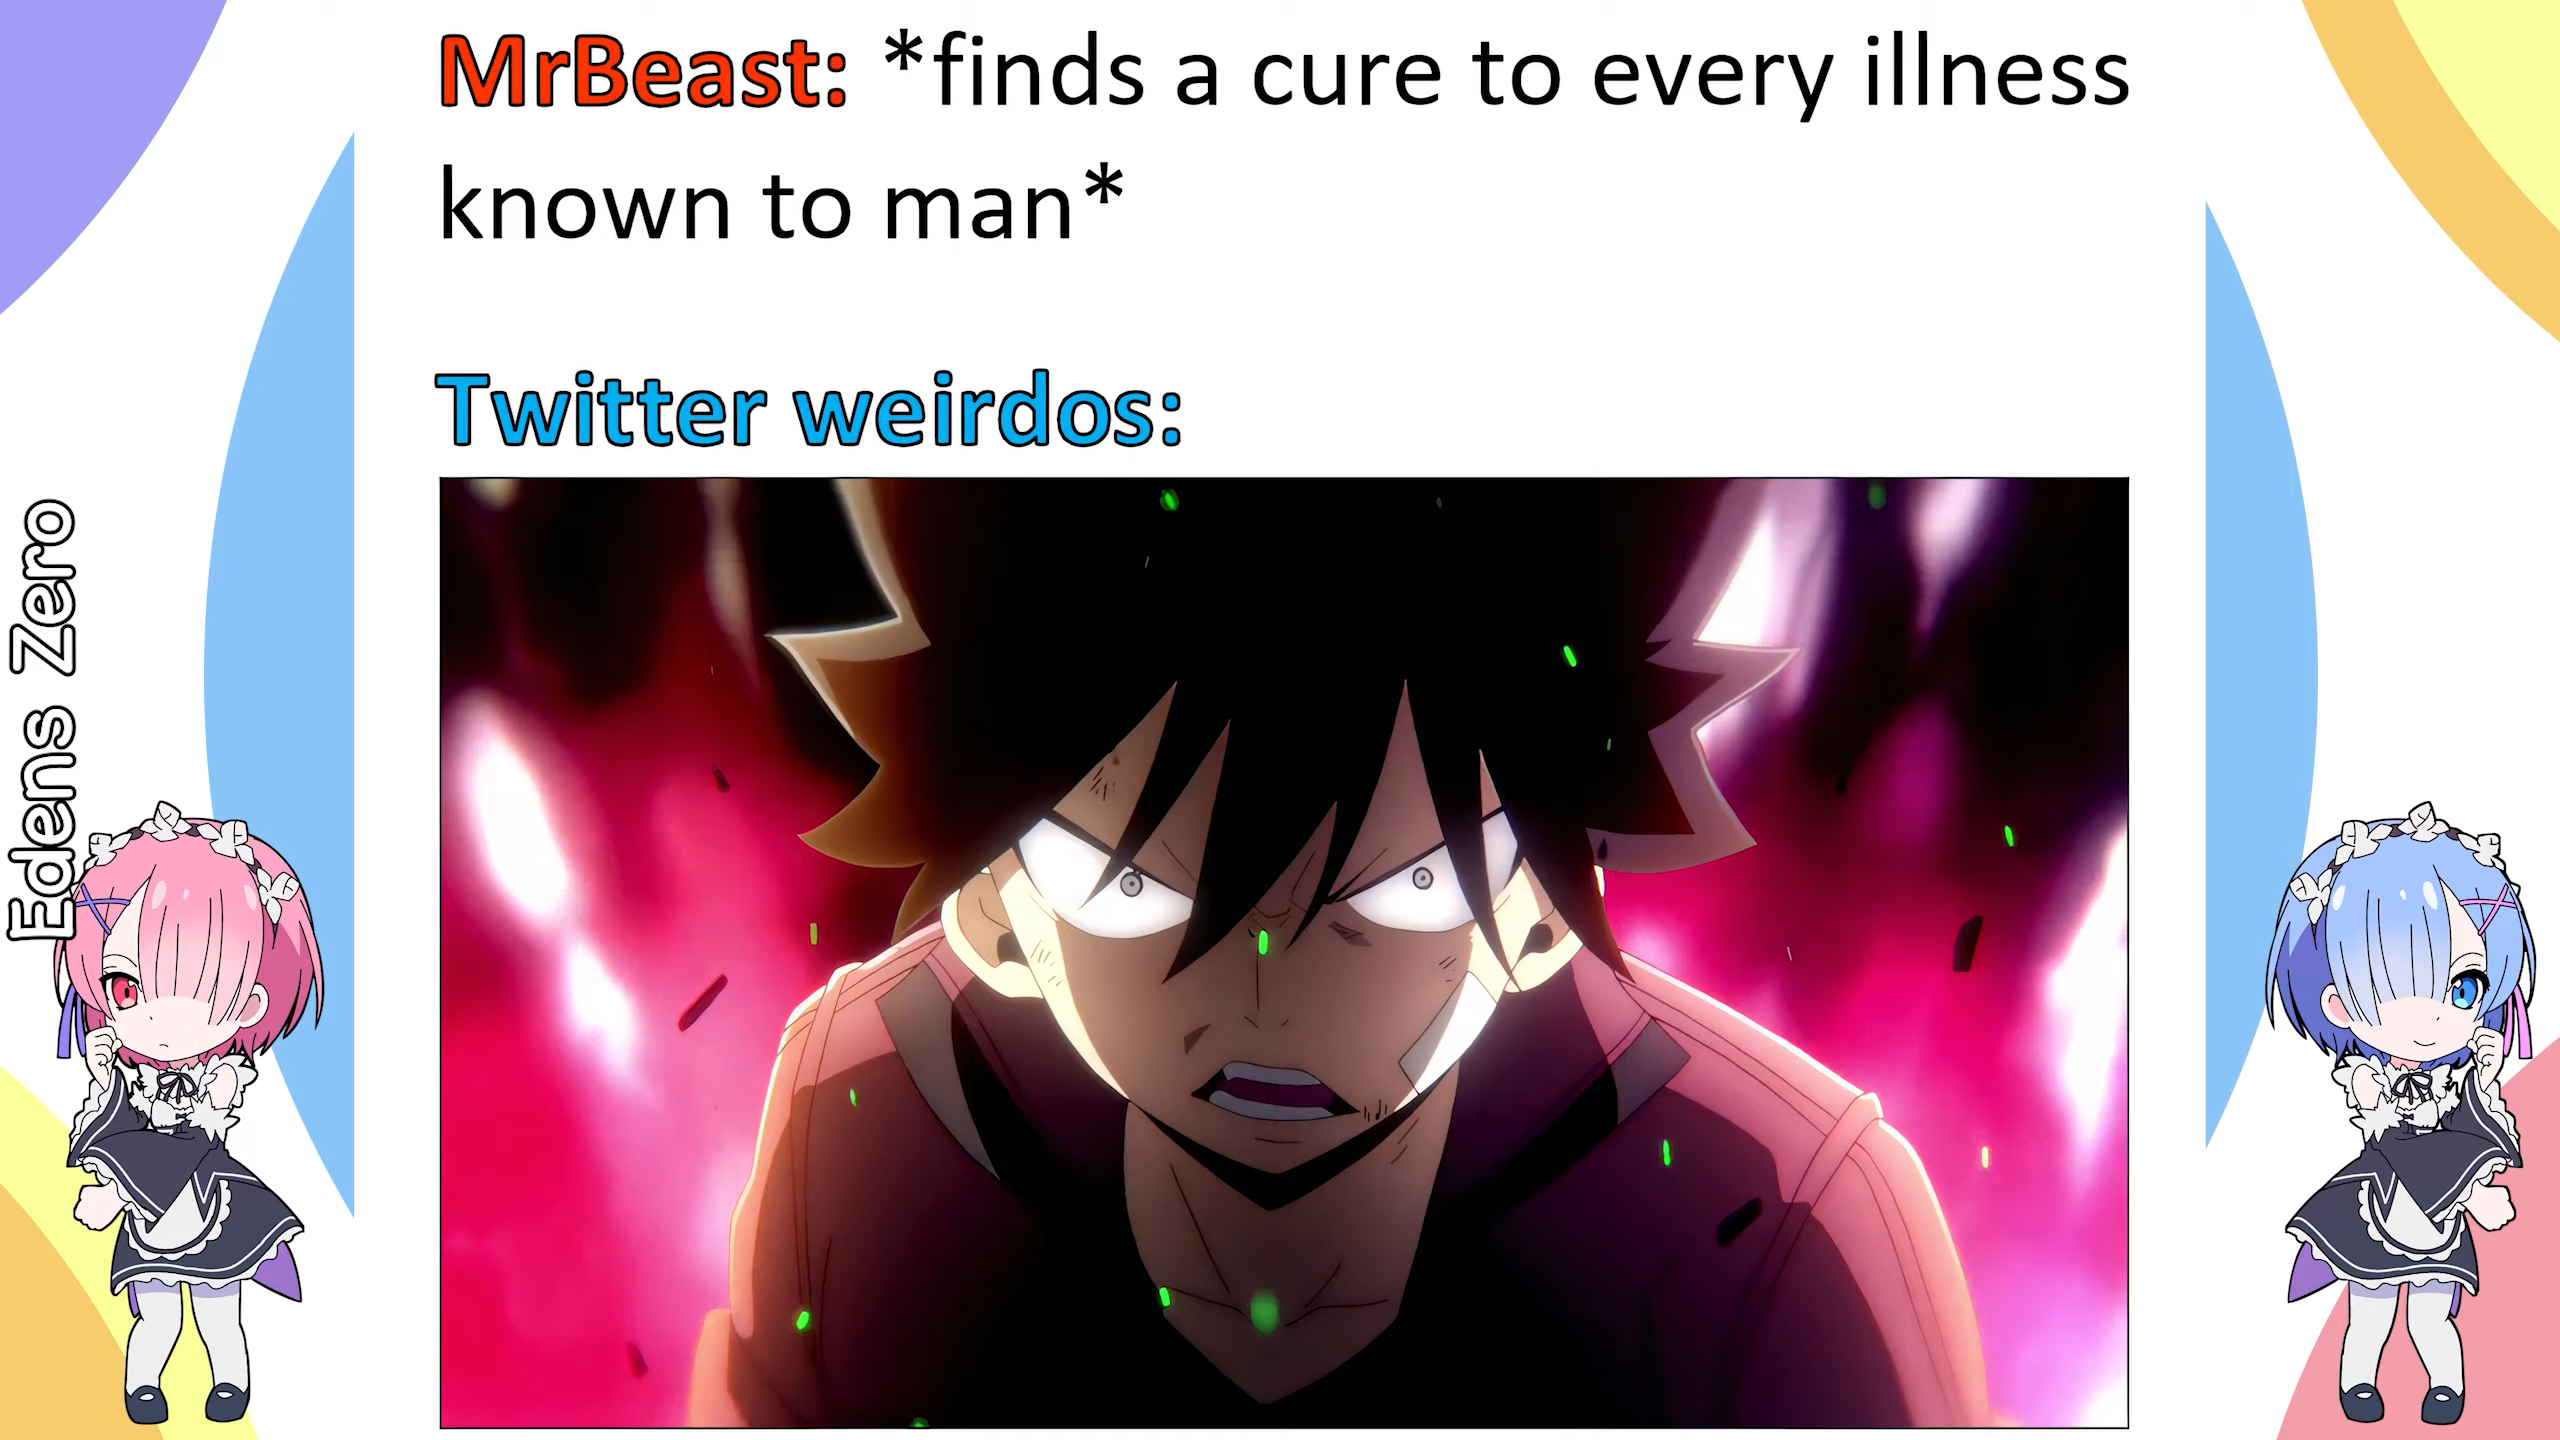 MrBeast: *finds a cure to every illness
known to man*
Twitter weirdos:
Edens Zero